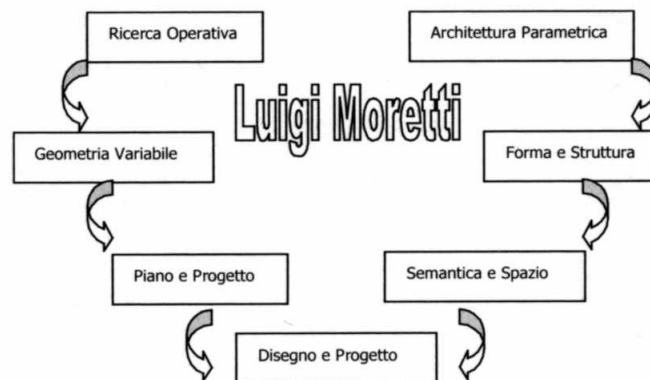 Ricerca Operativa
Architettura Parametrica
Luigi Moretti
Geometria Variabile
Forma e Struttura
Piano e Progetto
Semantica e Spazio
Disegno e Progetto